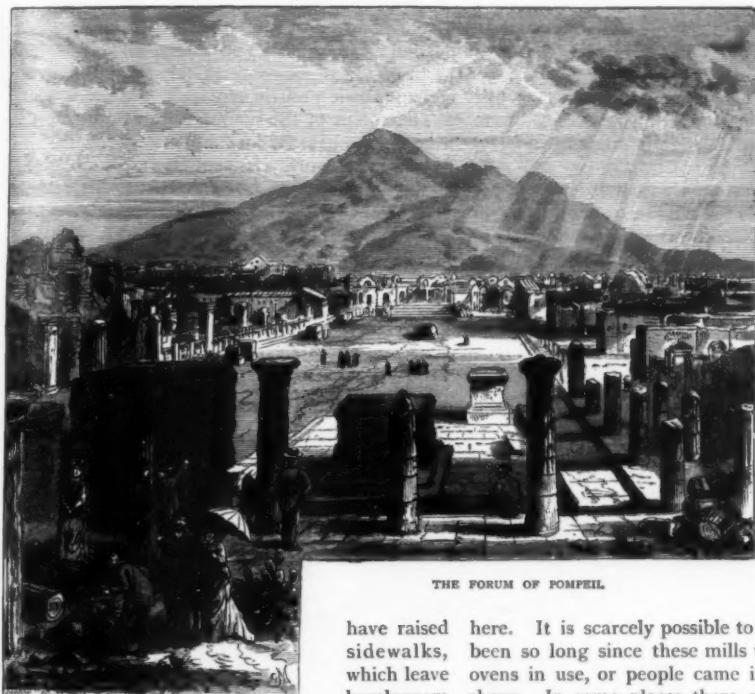 THE FORUM OF POMPEII.
have raised
sidewalks,
which leave
here. It is scarcely possible to
been so long since these mills
ovens in use, or people came